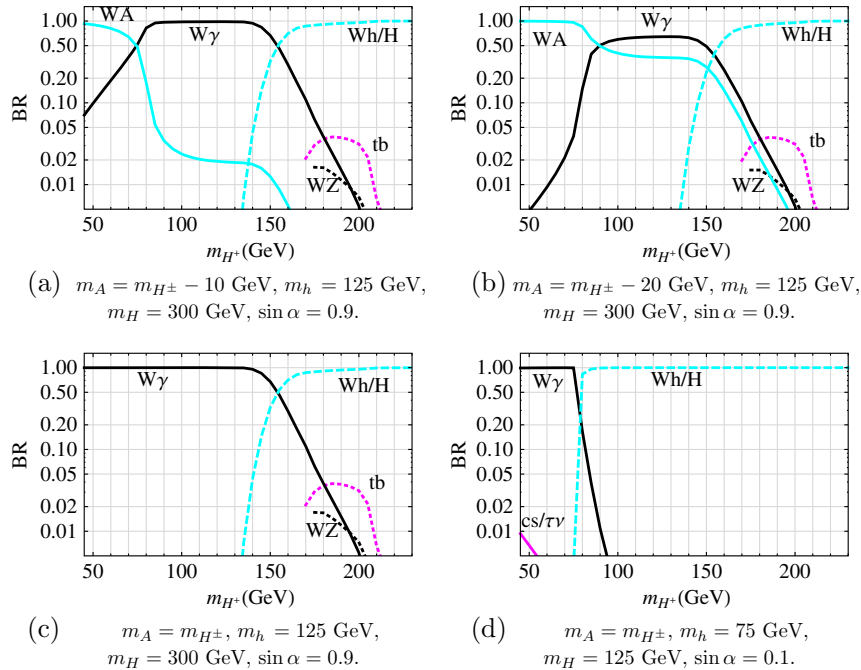 WA
Wγ
Wh/H
tb
WZ
BR
1.00
0.50
0.20
0.10
0.05
0.02
0.01
50
100
150
200
m_{H^+}(GeV)
(a) m_A = m_{H^±} − 10 GeV, m_h = 125 GeV,
m_H = 300 GeV, sin α = 0.9.
WA
Wγ
Wh/H
tb
WZ
BR
1.00
0.50
0.20
0.10
0.05
0.02
0.01
50
100
150
200
m_{H^+}(GeV)
(b) m_A = m_{H^±} − 20 GeV, m_h = 125 GeV,
m_H = 300 GeV, sin α = 0.9.
Wγ
Wh/H
tb
WZ
BR
1.00
0.50
0.20
0.10
0.05
0.02
0.01
50
100
150
200
m_{H^+}(GeV)
(c) m_A = m_{H^±}, m_h = 125 GeV,
m_H = 300 GeV, sin α = 0.9.
Wγ
Wh/H
cs/τν
BR
1.00
0.50
0.20
0.10
0.05
0.02
0.01
50
100
150
200
m_{H^+}(GeV)
(d) m_A = m_{H^±}, m_h = 75 GeV,
m_H = 125 GeV, sin α = 0.1.